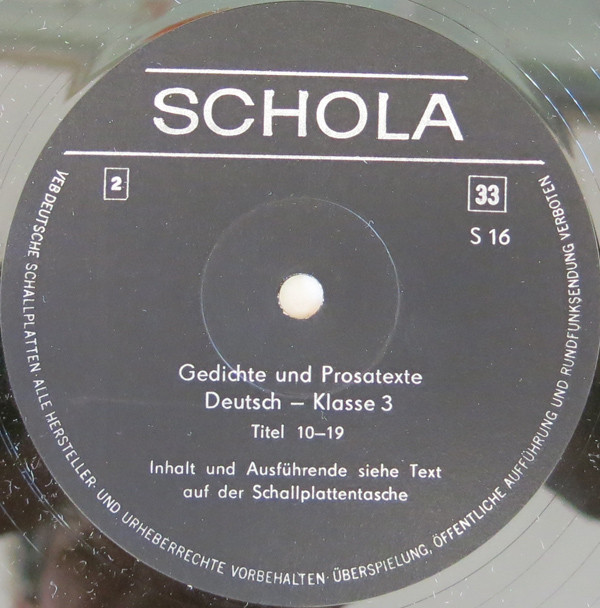 SCHOLA
2
33
S 16
Gedichte und Prosatexte
Deutsch – Klasse 3
Titel 10–19
Inhalt und Ausführende siehe Text
auf der Schallplattentasche
VEB DEUTSCHE SCHALLPLATTEN · ALLE HERSTELLER- UND URHEBERRECHTE VORBEHALTEN · ÜBERSPIELUNG, ÖFFENTLICHE AUFFÜHRUNG UND RUNDFUNKSENDUNG VERBOTEN